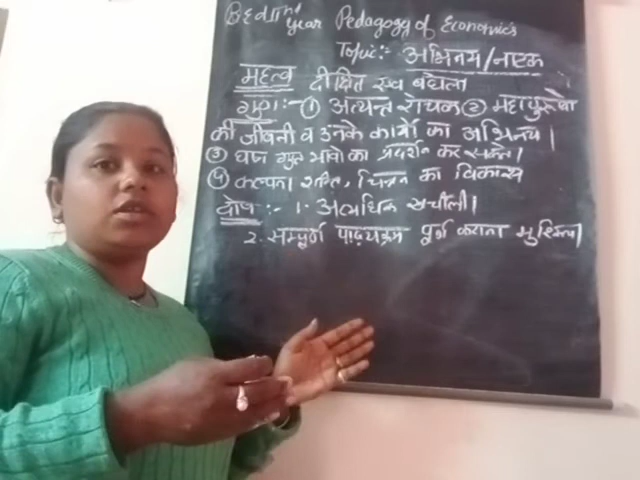 B.Ed IInd year Pedagogy of Economics
Topic:- अभिनय/नाटक
महत्व दीक्षित एवं बघेला
गुण:- ① अत्यन्त रोचक ② महापुरुषों
की जीवनी व उनके कार्यों का अभिनय।
③ भावों का प्रदर्शन कर सकते।
④ कल्पना शक्ति, चिन्तन का विकास
दोष:- 1. अत्यधिक खर्चीली।
2. सम्पूर्ण पाठ्यक्रम पूर्ण कराना मुश्किल।